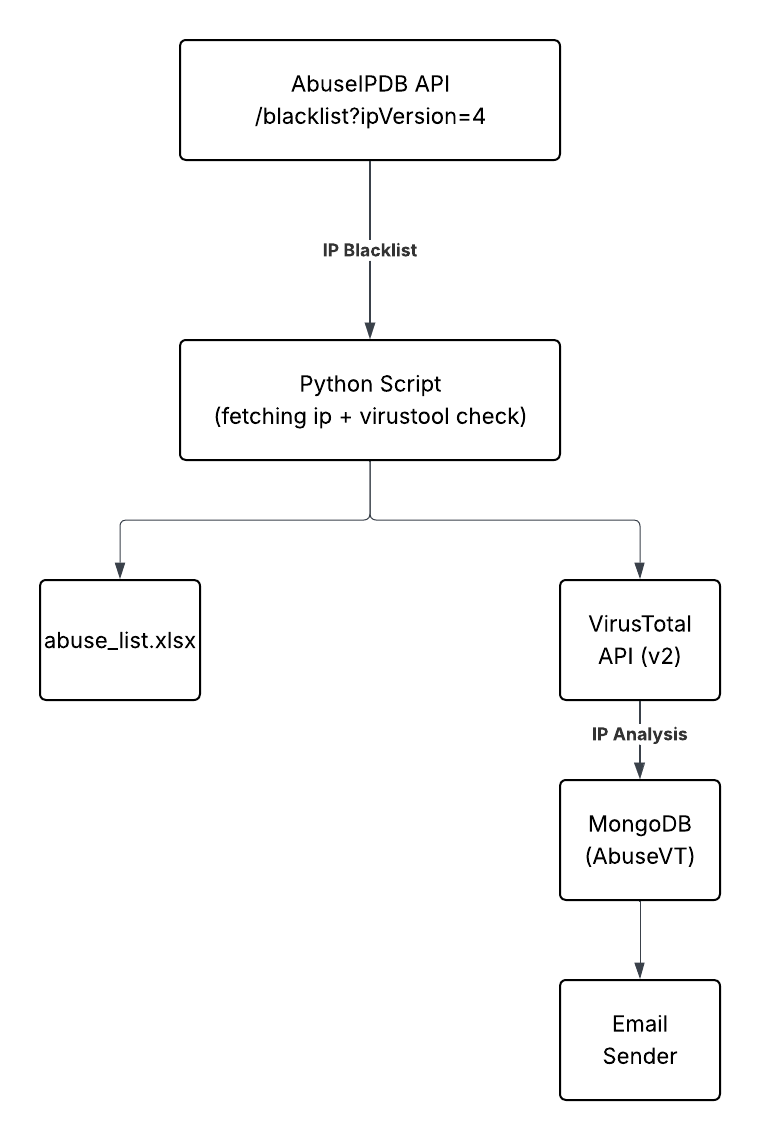 AbuseIPDB API
/blacklist?ipVersion=4
IP Blacklist
Python Script
(fetching ip + virustool check)
abuse_list.xlsx
VirusTotal
API (v2)
IP Analysis
MongoDB
(AbuseVT)
Email
Sender